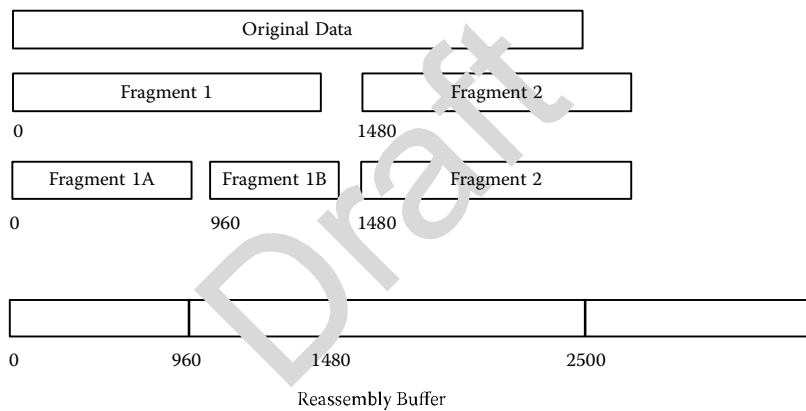 Original Data
Fragment 1 Fragment 2
0 1480
Fragment 1A Fragment 1B Fragment 2
0 960 1480
0 960 1480 2500
Reassembly Buffer
Draft